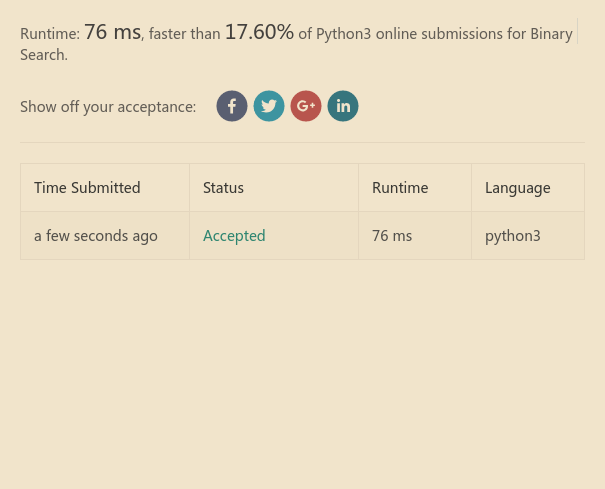 Runtime: 76 ms, faster than 17.60% of Python3 online submissions for Binary
Search.
Show off your acceptance: f G+ in
Time Submitted Status Runtime Language
a few seconds ago Accepted 76 ms python3